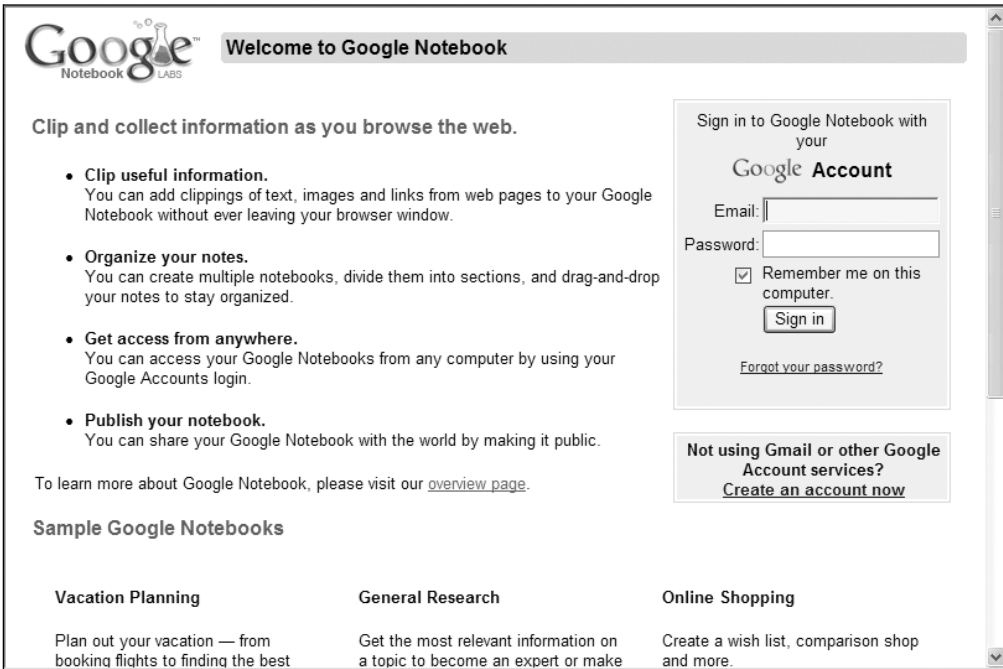 Google™
Notebook LABS
Welcome to Google Notebook
Clip and collect information as you browse the web.
• Clip useful information.
You can add clippings of text, images and links from web pages to your Google
Notebook without ever leaving your browser window.
• Organize your notes.
You can create multiple notebooks, divide them into sections, and drag-and-drop
your notes to stay organized.
• Get access from anywhere.
You can access your Google Notebooks from any computer by using your
Google Accounts login.
• Publish your notebook.
You can share your Google Notebook with the world by making it public.
To learn more about Google Notebook, please visit our overview page.
Sign in to Google Notebook with
your
Google Account
Email:
Password:
Remember me on this
computer.
Sign in
Forgot your password?
Not using Gmail or other Google
Account services?
Create an account now
Sample Google Notebooks
Vacation Planning
Plan out your vacation — from
booking flights to finding the best
General Research
Get the most relevant information on
a topic to become an expert or make
Online Shopping
Create a wish list, comparison shop
and more.